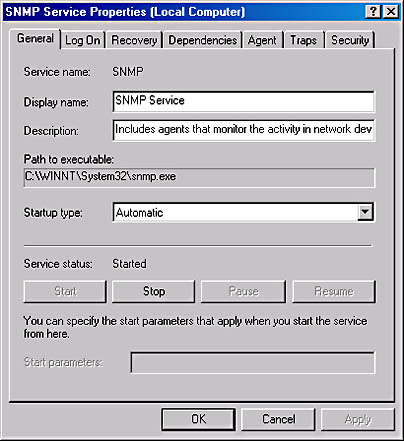 SNMP Service Properties (Local Computer)
General Log On Recovery Dependencies Agent Traps Security
Service name: SNMP
Display name: SNMP Service
Description: Includes agents that monitor the activity in network dev
Path to executable:
C:\WINNT\System32\snmp.exe
Startup type: Automatic
Service status: Started
Start Stop Pause Resume
You can specify the start parameters that apply when you start the service
from here.
Start parameters:
OK Cancel Apply